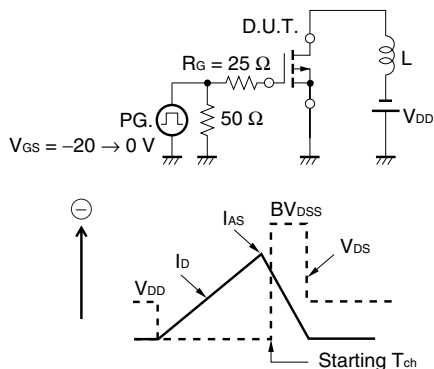 D.U.T.
RG = 25 Ω
L
PG.
50 Ω
VDD
VGS = −20 → 0 V
−
BVDSS
IAS
VDS
ID
VDD
Starting Tch